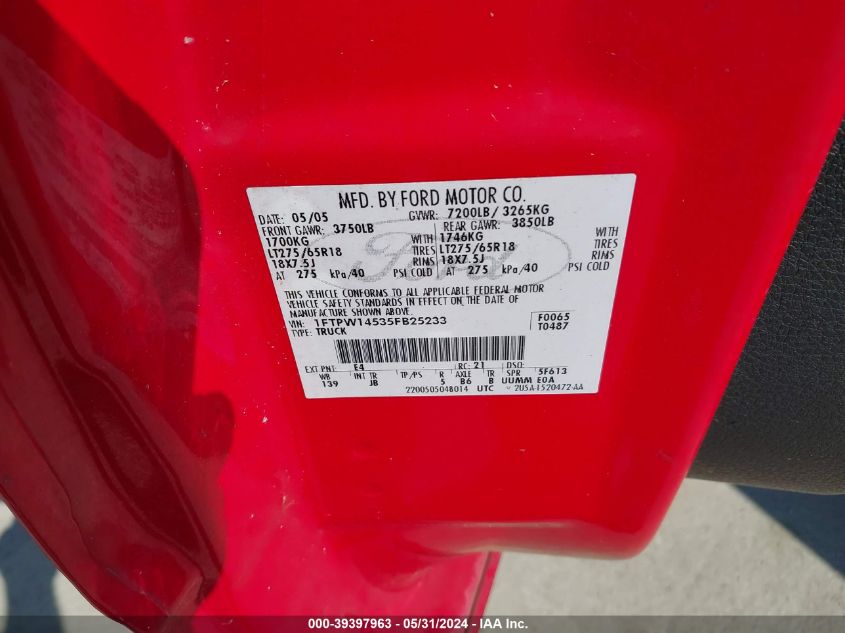 MFD. BY FORD MOTOR CO.
DATE: 05/05 GVWR: 7200LB/ 3265KG
FRONT GAWR: 3750LB REAR GAWR: 3850LB
1700KG WITH 1746KG WITH
LT275/65R18 TIRES LT275/65R18 TIRES
18X7.5J RIMS 18X7.5J RIMS
AT 275 kPa/40 PSI COLD AT 275 kPa/40 PSI COLD
THIS VEHICLE CONFORMS TO ALL APPLICABLE FEDERAL MOTOR
VEHICLE SAFETY STANDARDS IN EFFECT ON THE DATE OF
MANUFACTURE SHOWN ABOVE.
VIN: 1FTPW14535FB25233 F0065
TYPE: TRUCK T0487
EXT PNT: E4 RC: 21 DSO:
WB INT TR TP/PS R AXLE TR SPR 5F613
139 JB 5 B6 B UUMM E0A
2200505048014 UTC 2U5A-1520472-AA
Ford
000-39397963 - 05/31/2024 - IAA Inc.